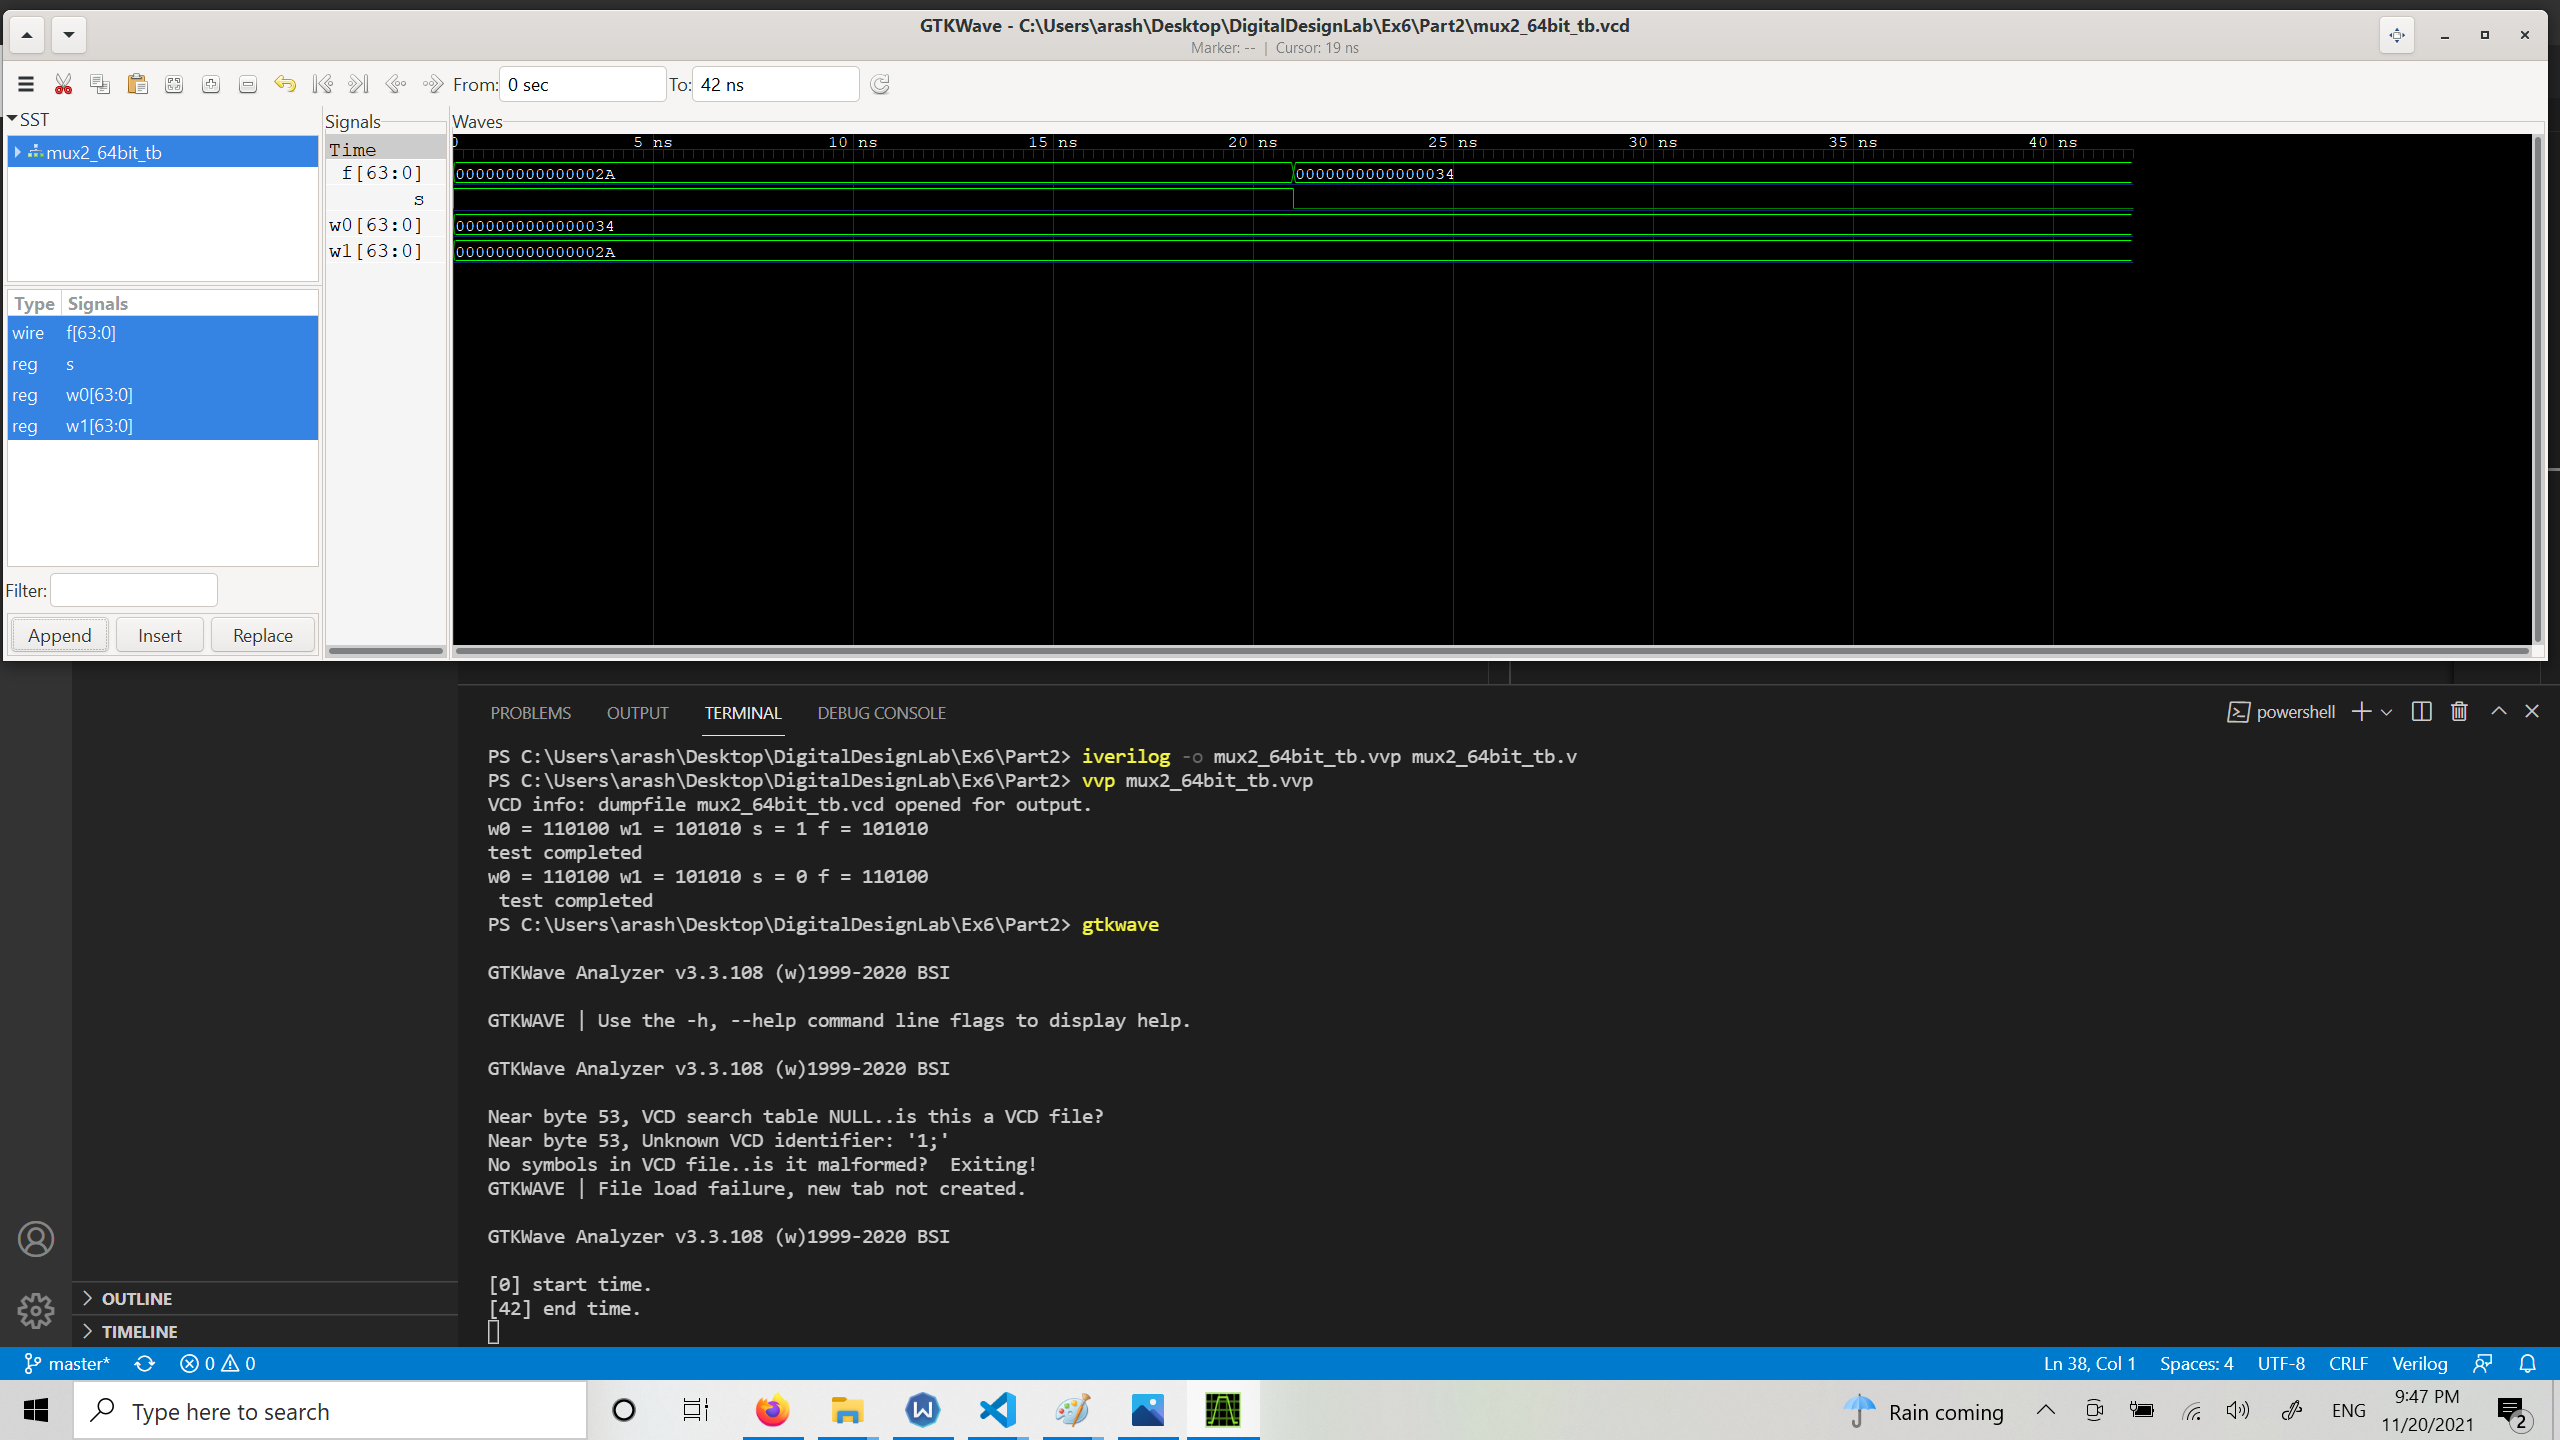 GTKWave - C:\Users\arash\Desktop\DigitalDesignLab\Ex6\Part2\mux2_64bit_tb.vcd
Marker: -- | Cursor: 19 ns
From: 0 sec To: 42 ns
SST
mux2_64bit_tb
Type Signals
wire f[63:0]
reg s
reg w0[63:0]
reg w1[63:0]
Filter:
Append Insert Replace
Signals
Time
f[63:0]
s
w0[63:0]
w1[63:0]
Waves
0 5 ns 10 ns 15 ns 20 ns 25 ns 30 ns 35 ns 40 ns
000000000000002A 0000000000000034
0000000000000034
000000000000002A
PROBLEMS OUTPUT TERMINAL DEBUG CONSOLE
powershell
PS C:\Users\arash\Desktop\DigitalDesignLab\Ex6\Part2> iverilog -o mux2_64bit_tb.vvp mux2_64bit_tb.v
PS C:\Users\arash\Desktop\DigitalDesignLab\Ex6\Part2> vvp mux2_64bit_tb.vvp
VCD info: dumpfile mux2_64bit_tb.vcd opened for output.
w0 = 110100 w1 = 101010 s = 1 f = 101010
test completed
w0 = 110100 w1 = 101010 s = 0 f = 110100
test completed
PS C:\Users\arash\Desktop\DigitalDesignLab\Ex6\Part2> gtkwave
GTKWave Analyzer v3.3.108 (w)1999-2020 BSI
GTKWAVE | Use the -h, --help command line flags to display help.
GTKWave Analyzer v3.3.108 (w)1999-2020 BSI
Near byte 53, VCD search table NULL..is this a VCD file?
Near byte 53, Unknown VCD identifier: '1;'
No symbols in VCD file..is it malformed?  Exiting!
GTKWAVE | File load failure, new tab not created.
GTKWave Analyzer v3.3.108 (w)1999-2020 BSI
[0] start time.
[42] end time.
OUTLINE
TIMELINE
master* 0 0
Ln 38, Col 1 Spaces: 4 UTF-8 CRLF Verilog
Type here to search
Rain coming
ENG
9:47 PM
11/20/2021
2